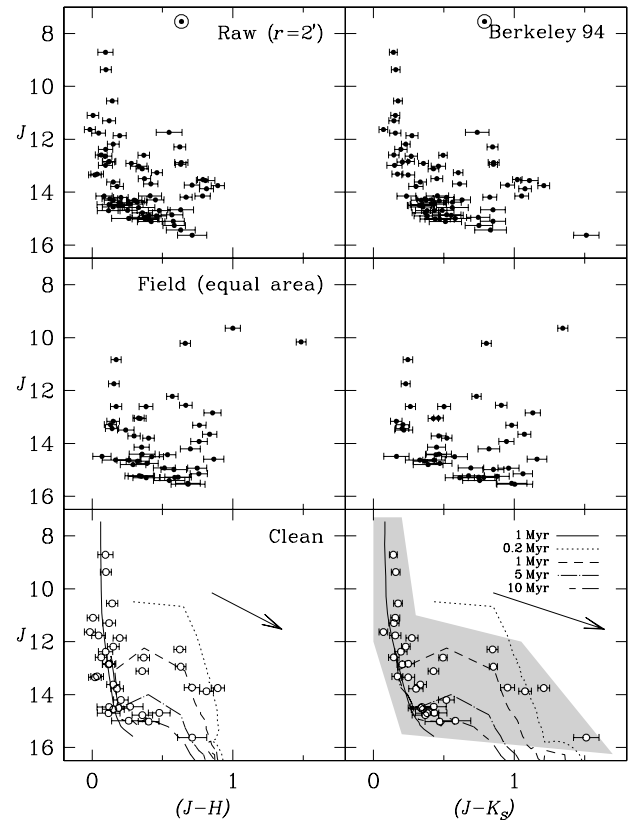 Raw (r=2′)
Berkeley 94
8
10
12
14
16
J
Field (equal area)
8
10
12
14
16
J
Clean
1 Myr
0.2 Myr
1 Myr
5 Myr
10 Myr
8
10
12
14
16
J
0
1
0
1
(J−H)
(J−Ks)